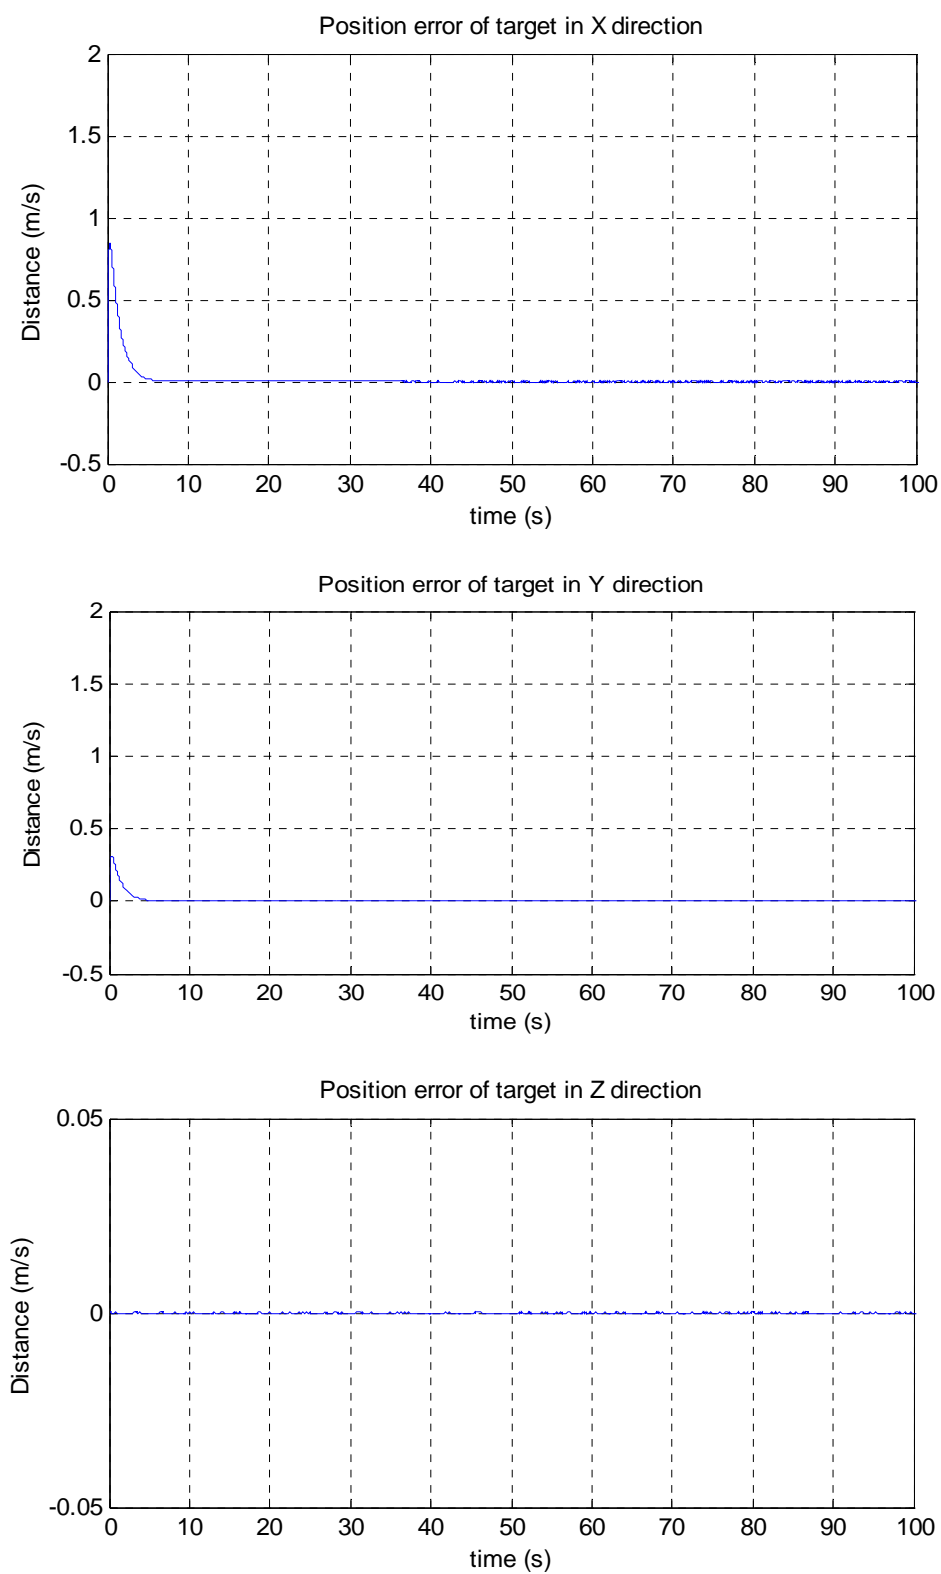 Position error of target in X direction
2
1.5
1
0.5
0
-0.5
Distance (m/s)
0 10 20 30 40 50 60 70 80 90 100
time (s)
Position error of target in Y direction
2
1.5
1
0.5
0
-0.5
Distance (m/s)
0 10 20 30 40 50 60 70 80 90 100
time (s)
Position error of target in Z direction
0.05
0
-0.05
Distance (m/s)
0 10 20 30 40 50 60 70 80 90 100
time (s)